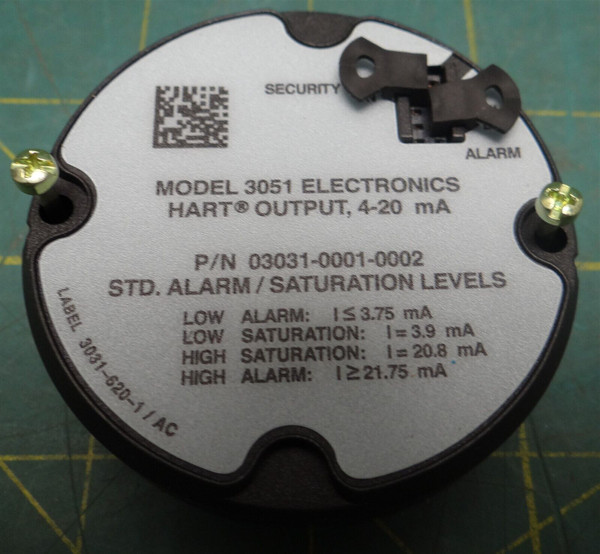 SECURITY
ALARM
MODEL 3051 ELECTRONICS
HART® OUTPUT, 4-20 mA
P/N 03031-0001-0002
STD. ALARM / SATURATION LEVELS
LOW ALARM: I ≤ 3.75 mA
LOW SATURATION: I = 3.9 mA
HIGH SATURATION: I = 20.8 mA
HIGH ALARM: I ≥ 21.75 mA
LABEL 3031-620-1 / AC